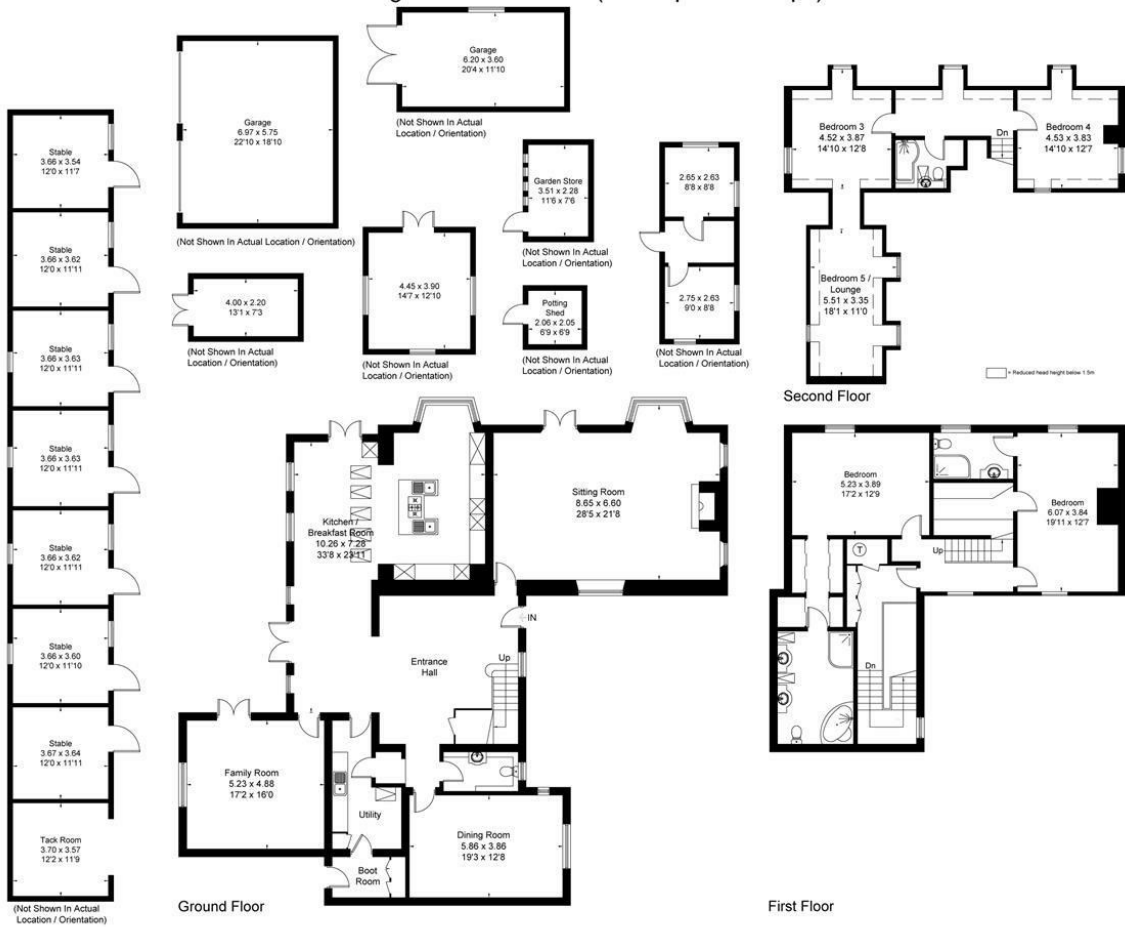 Garage
6.20 x 3.60
20'4 x 11'10
(Not Shown In Actual
Location / Orientation)
Garage
6.97 x 5.75
22'10 x 18'10
(Not Shown In Actual Location / Orientation)
Stable
3.66 x 3.54
12'0 x 11'7
Stable
3.66 x 3.62
12'0 x 11'11
Stable
3.66 x 3.63
12'0 x 11'11
Stable
3.66 x 3.63
12'0 x 11'11
Stable
3.66 x 3.62
12'0 x 11'11
Stable
3.66 x 3.60
12'0 x 11'10
Stable
3.67 x 3.64
12'0 x 11'11
Tack Room
3.70 x 3.57
12'2 x 11'9
(Not Shown In Actual
Location / Orientation)
4.00 x 2.20
13'1 x 7'3
(Not Shown In Actual
Location / Orientation)
4.45 x 3.90
14'7 x 12'10
(Not Shown In Actual
Location / Orientation)
Garden Store
3.51 x 2.28
11'6 x 7'6
(Not Shown In Actual
Location / Orientation)
Potting
Shed
2.06 x 2.05
6'9 x 6'9
(Not Shown In Actual
Location / Orientation)
2.65 x 2.63
8'8 x 8'8
2.75 x 2.63
9'0 x 8'8
(Not Shown In Actual
Location / Orientation)
Bedroom 3
4.52 x 3.87
14'10 x 12'8
Dn
Bedroom 4
4.53 x 3.83
14'10 x 12'7
Bedroom 5 /
Lounge
5.51 x 3.35
18'1 x 11'0
= Reduced head height below 1.5m
Second Floor
Kitchen /
Breakfast Room
10.26 x 7.28
33'8 x 23'11
Sitting Room
8.65 x 6.60
28'5 x 21'8
IN
Entrance
Hall
Up
Family Room
5.23 x 4.88
17'2 x 16'0
Utility
Boot
Room
Dining Room
5.86 x 3.86
19'3 x 12'8
Ground Floor
Bedroom
5.23 x 3.89
17'2 x 12'9
Bedroom
6.07 x 3.84
19'11 x 12'7
T
Up
Dn
First Floor